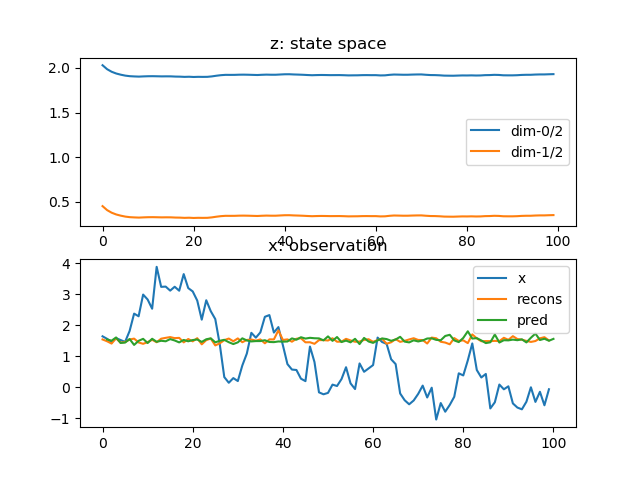 z: state space
2.0
1.5
1.0
0.5
dim-0/2
dim-1/2
0 20 40 60 80 100
x: observation
4
3
2
1
0
−1
x
recons
pred
0 20 40 60 80 100